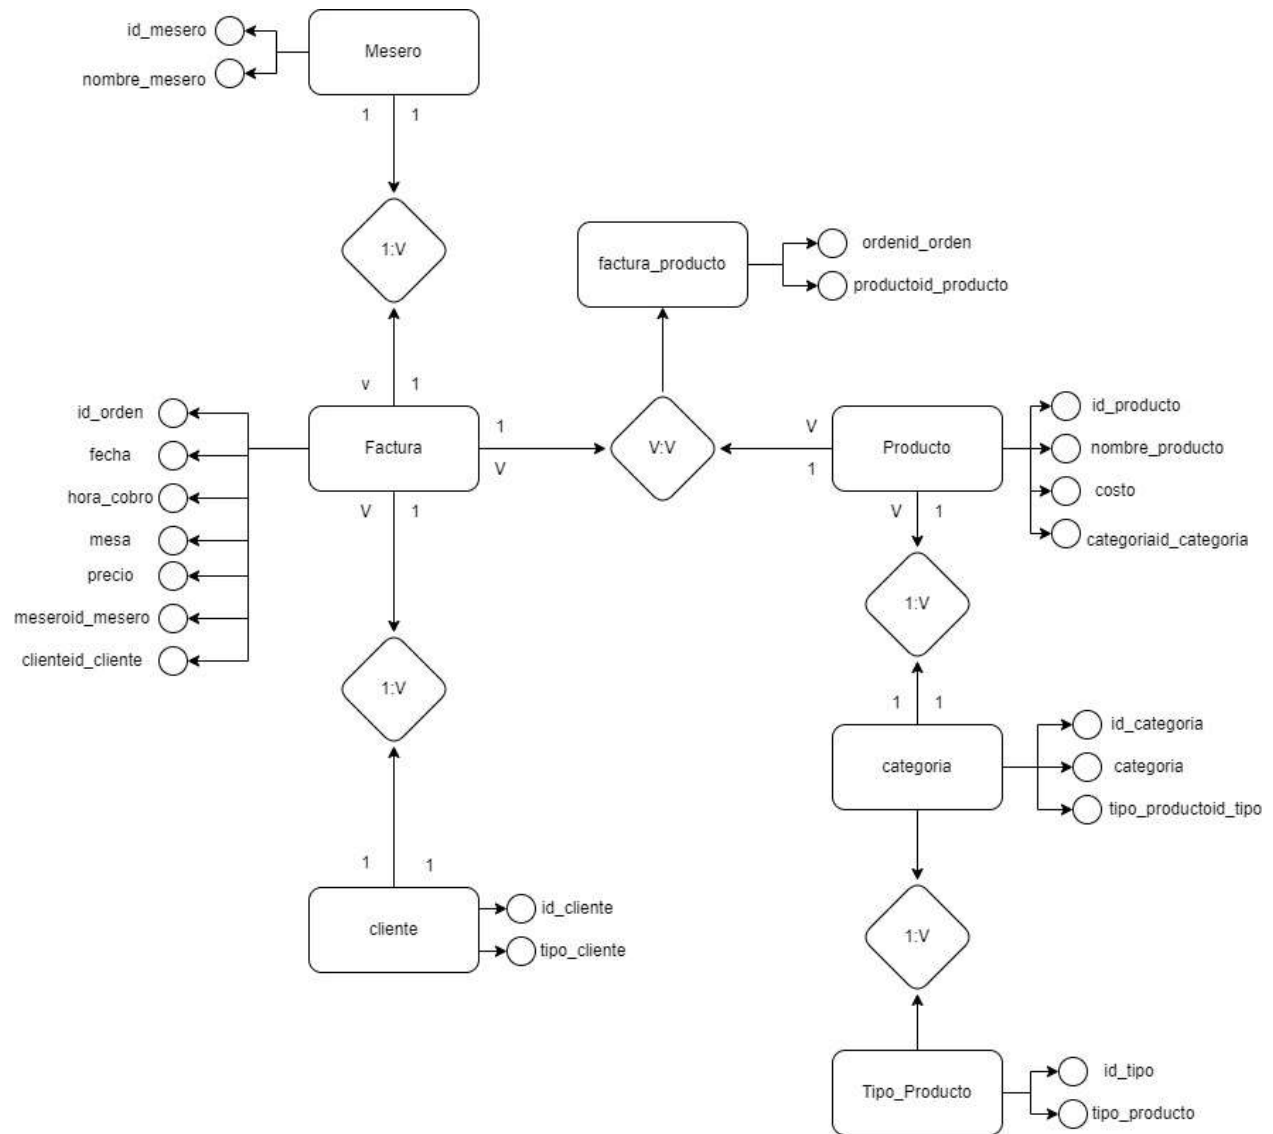 id_mesero
nombre_mesero
Mesero
1 1
1:V
factura_producto
ordenid_orden
productoid_producto
v 1
id_orden
fecha
hora_cobro
mesa
precio
meseroid_mesero
clienteid_cliente
Factura
1
V
V 1
V:V
V
1
Producto
V 1
id_producto
nombre_producto
costo
categoriaid_categoria
1:V
1:V
1 1
categoria
id_categoria
categoria
tipo_productoid_tipo
1 1
cliente
id_cliente
tipo_cliente
1:V
Tipo_Producto
id_tipo
tipo_producto